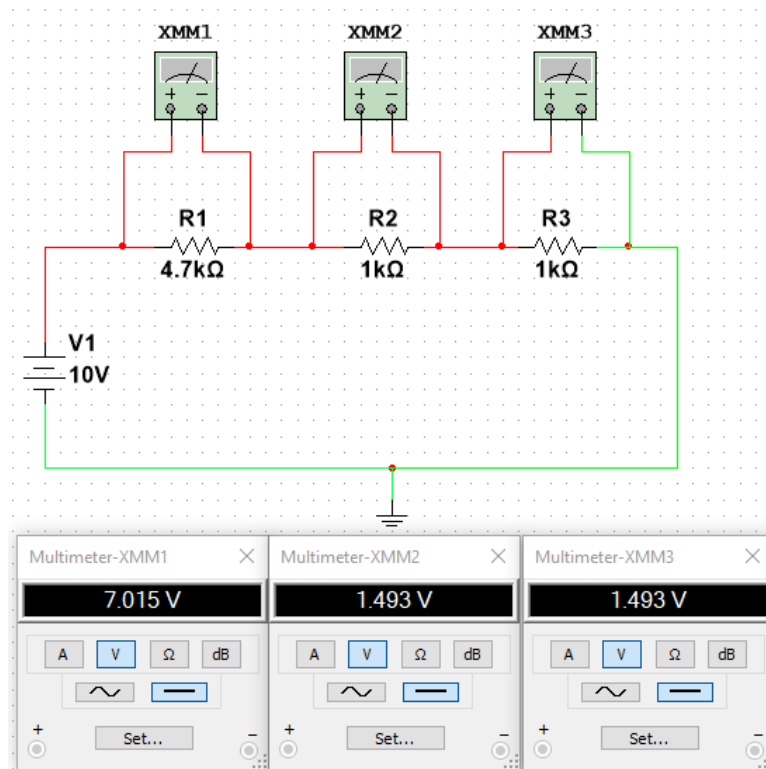 XMM1 XMM2 XMM3
+ − + − + −
R1 R2 R3
4.7kΩ 1kΩ 1kΩ
V1
10V
Multimeter-XMM1 × Multimeter-XMM2 × Multimeter-XMM3 ×
7.015 V 1.493 V 1.493 V
A V Ω dB A V Ω dB A V Ω dB
+ − + − + −
Set... Set... Set...